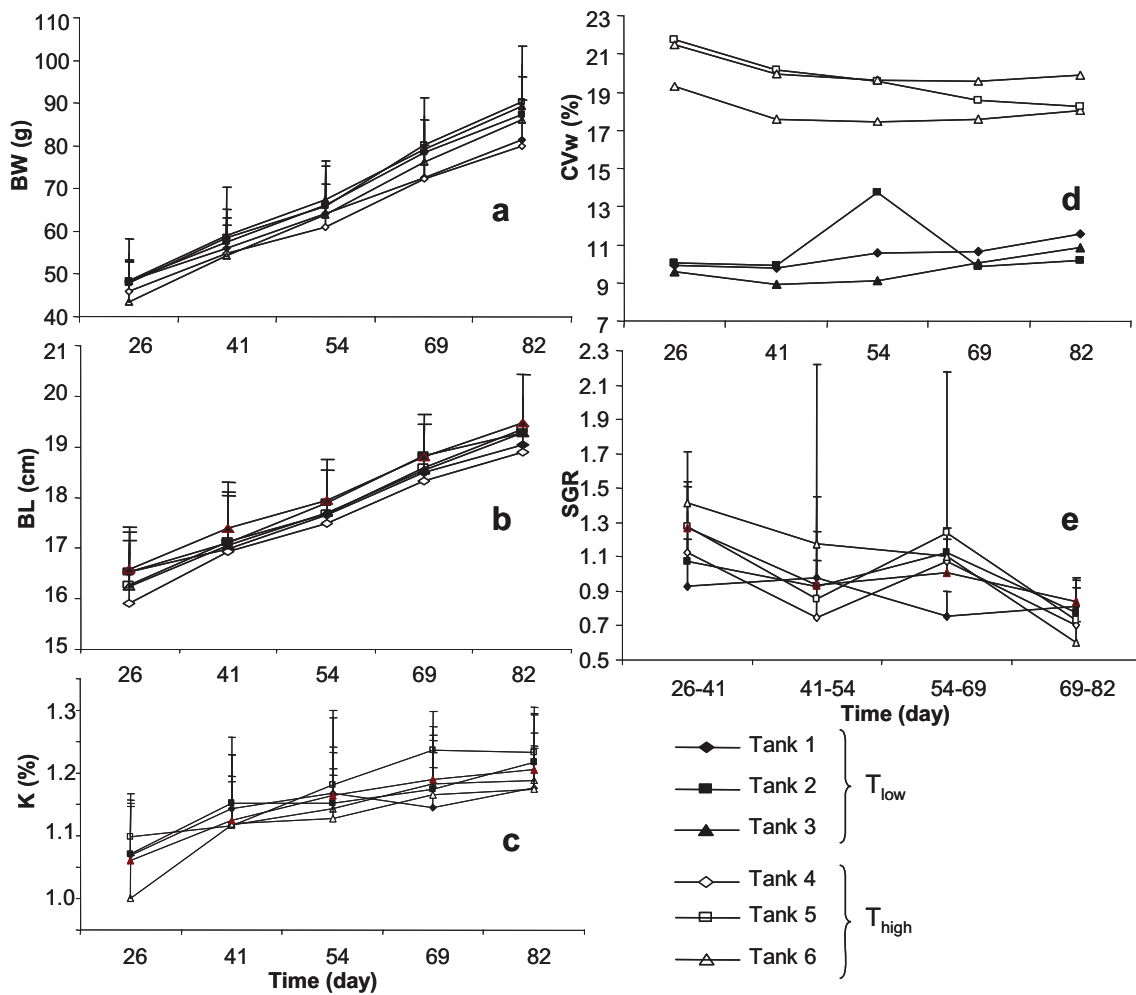 110
100
90
80
70
60
50
40
BW (g)
a
26 41 54 69 82
21
20
19
18
17
16
15
BL (cm)
b
26 41 54 69 82
1.3
1.2
1.1
1.0
K (%)
c
26 41 54 69 82
Time (day)
23
21
19
17
15
13
11
9
7
CVw (%)
d
26 41 54 69 82
2.3
2.1
1.9
1.7
1.5
1.3
1.1
0.9
0.7
0.5
SGR
e
26-41 41-54 54-69 69-82
Time (day)
Tank 1
Tank 2
Tank 3
Tlow
Tank 4
Tank 5
Tank 6
Thigh